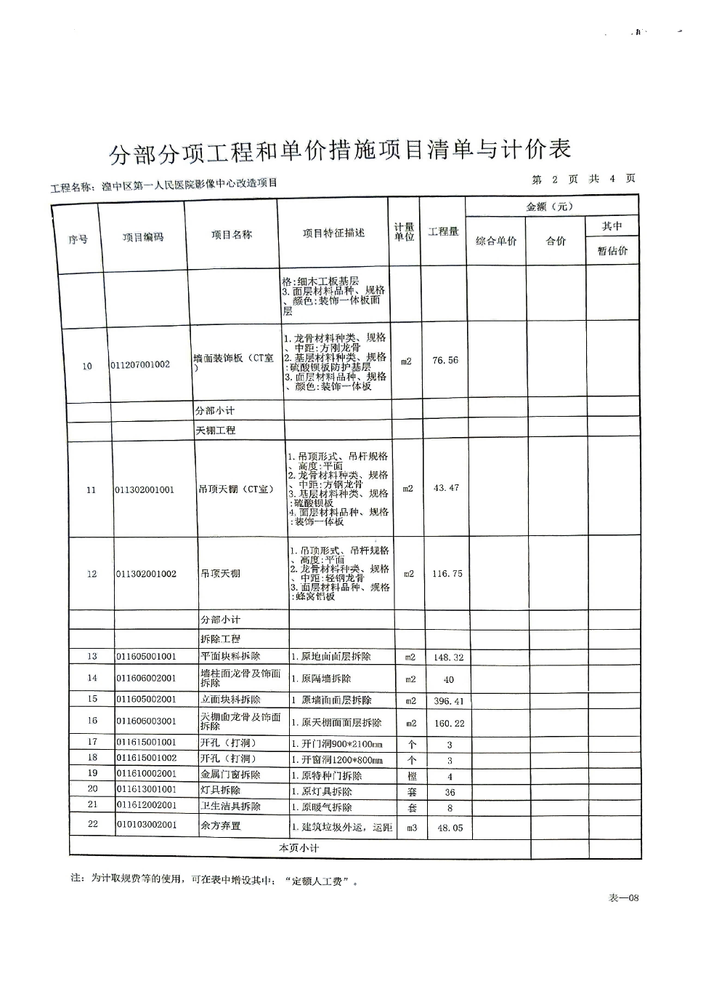 分部分项工程和单价措施项目清单与计价表
工程名称：湟中区第一人民医院影像中心改造项目
第 2 页 共 4 页
序号
项目编码
项目名称
项目特征描述
计量
单位
工程量
金额（元）
综合单价
合价
其中
暂估价
格:细木工板基层
3.面层材料品种、规格
、颜色:装饰一体板面
层
10
011207001002
墙面装饰板（CT室
）
1.龙骨材料种类、规格
、中距:方刚龙骨
2.基层材料种类、规格
:硫酸钡板防护基层
3.面层材料品种、规格
、颜色:装饰一体板
m2
76.56
分部小计
天棚工程
11
011302001001
吊顶天棚（CT室）
1.吊顶形式、吊杆规格
、高度:平面
2.龙骨材料种类、规格
、中距:方钢龙骨
3.基层材料种类、规格
:硫酸钡板
4.面层材料品种、规格
:装饰一体板
m2
43.47
12
011302001002
吊顶天棚
1.吊顶形式、吊杆规格
、高度:平面
2.龙骨材料种类、规格
、中距:轻钢龙骨
3.面层材料品种、规格
:蜂窝铝板
m2
116.75
分部小计
拆除工程
13 011605001001 平面块料拆除 1.原地面面层拆除 m2 148.32
14 011606002001 墙柱面龙骨及饰面
拆除 1.原隔墙拆除 m2 40
15 011605002001 立面块料拆除 1 原墙面面层拆除 m2 396.41
16 011606003001 天棚面龙骨及饰面
拆除 1.原天棚面面层拆除 m2 160.22
17 011615001001 开孔（打洞） 1.开门洞900*2100mm 个 3
18 011615001002 开孔（打洞） 1.开窗洞1200*800mm 个 3
19 011610002001 金属门窗拆除 1.原特种门拆除 樘 4
20 011613001001 灯具拆除 1.原灯具拆除 套 36
21 011612002001 卫生洁具拆除 1.原暖气拆除 套 8
22 010103002001 余方弃置 1.建筑垃圾外运，运距 m3 48.05
本页小计
注：为计取规费等的使用，可在表中增设其中：“定额人工费”。
表—08